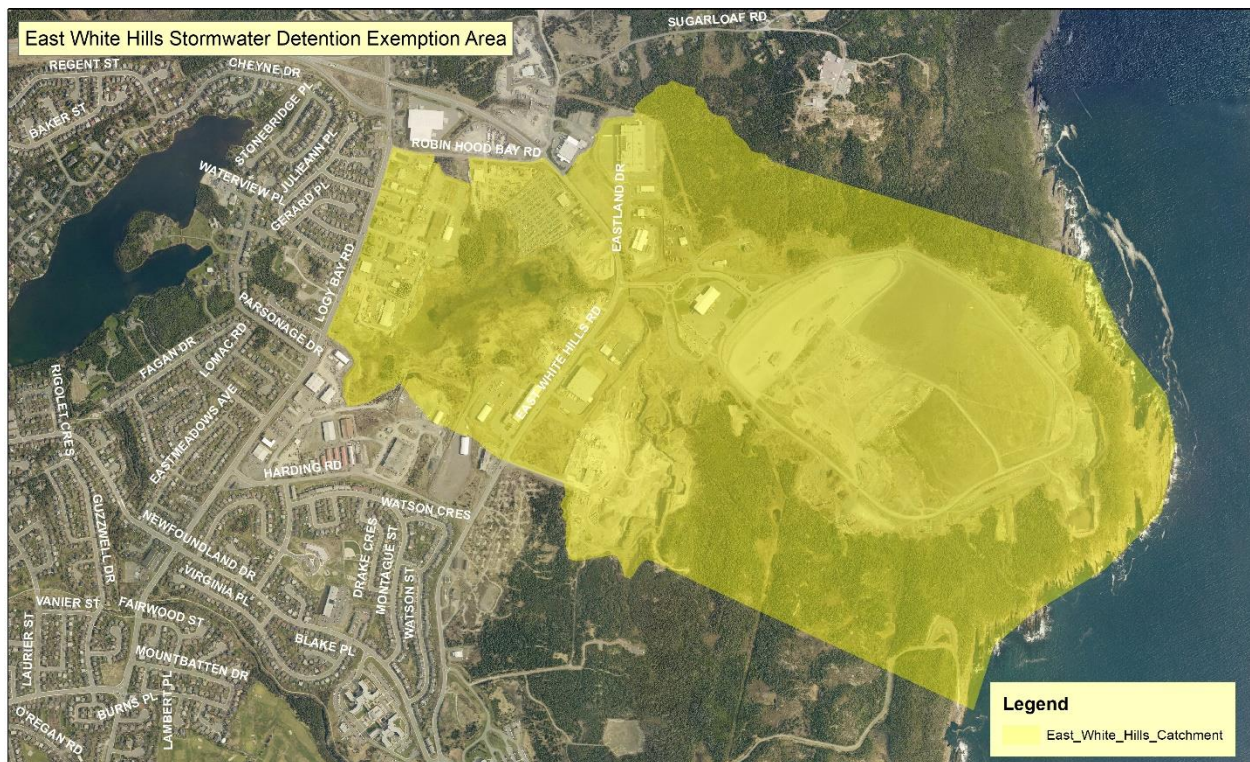 East White Hills Stormwater Detention Exemption Area
SUGARLOAF RD
REGENT ST
CHEYNE DR
BAKER ST
STONEBRIDGE PL
JULIEANN PL
ROBIN HOOD BAY RD
WATERVIEW PL
GERARD PL
EASTLAND DR
LOGY BAY RD
PARSONAGE DR
FAGAN DR
LOMAC RD
EAST WHITE HILLS RD
RIGOLET CRES
EASTMEADOWS AVE
HARDING RD
WATSON CRES
GUZZWELL DR
NEWFOUNDLAND DR
DRAKE CRES
MONTAGUE ST
WATSON ST
VIRGINIA PL
VANIER ST
FAIRWOOD ST
BLAKE PL
LAURIER ST
MOUNTBATTEN DR
BURNS PL
LAMBERT PL
O'REGAN RD
Legend
East_White_Hills_Catchment